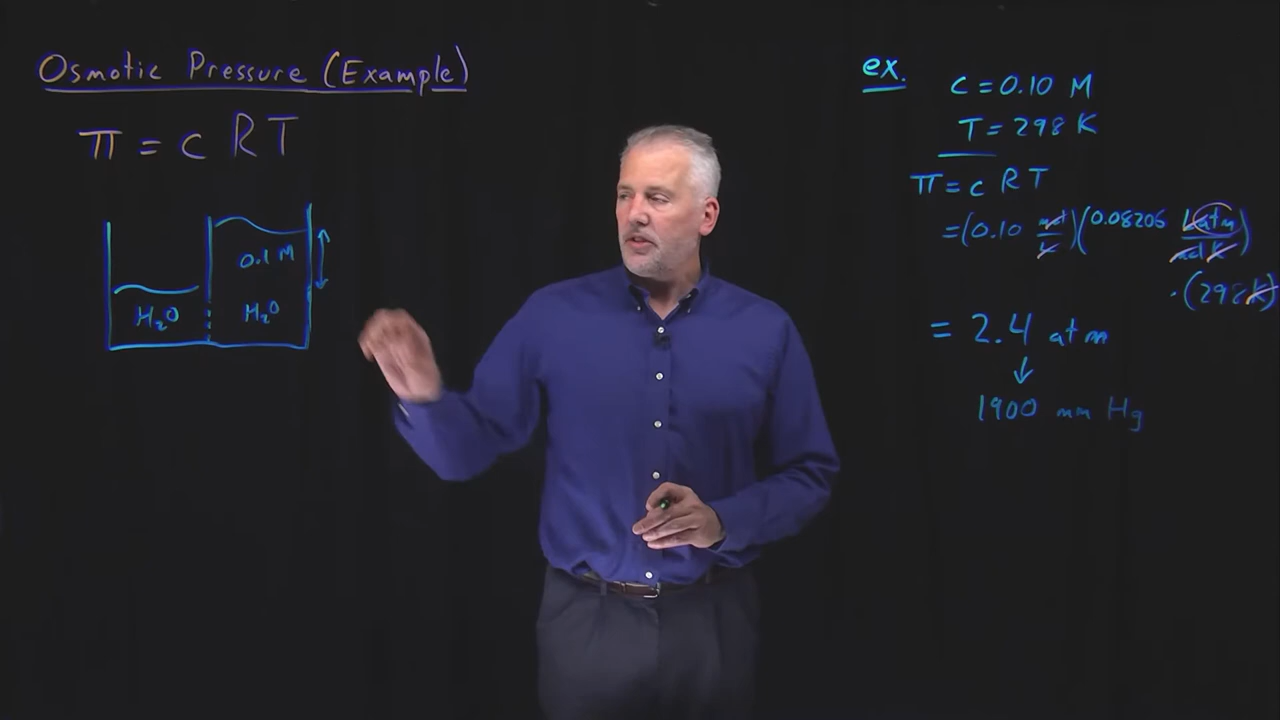 Osmotic Pressure (Example)
π = c R T
0.1 M
H₂O
H₂O
ex.
c = 0.10 M
T = 298 K
π = c R T
= (0.10 mol/L)(0.08206 L atm/mol K)
· (298 K)
= 2.4 atm
↓
1900 mm Hg